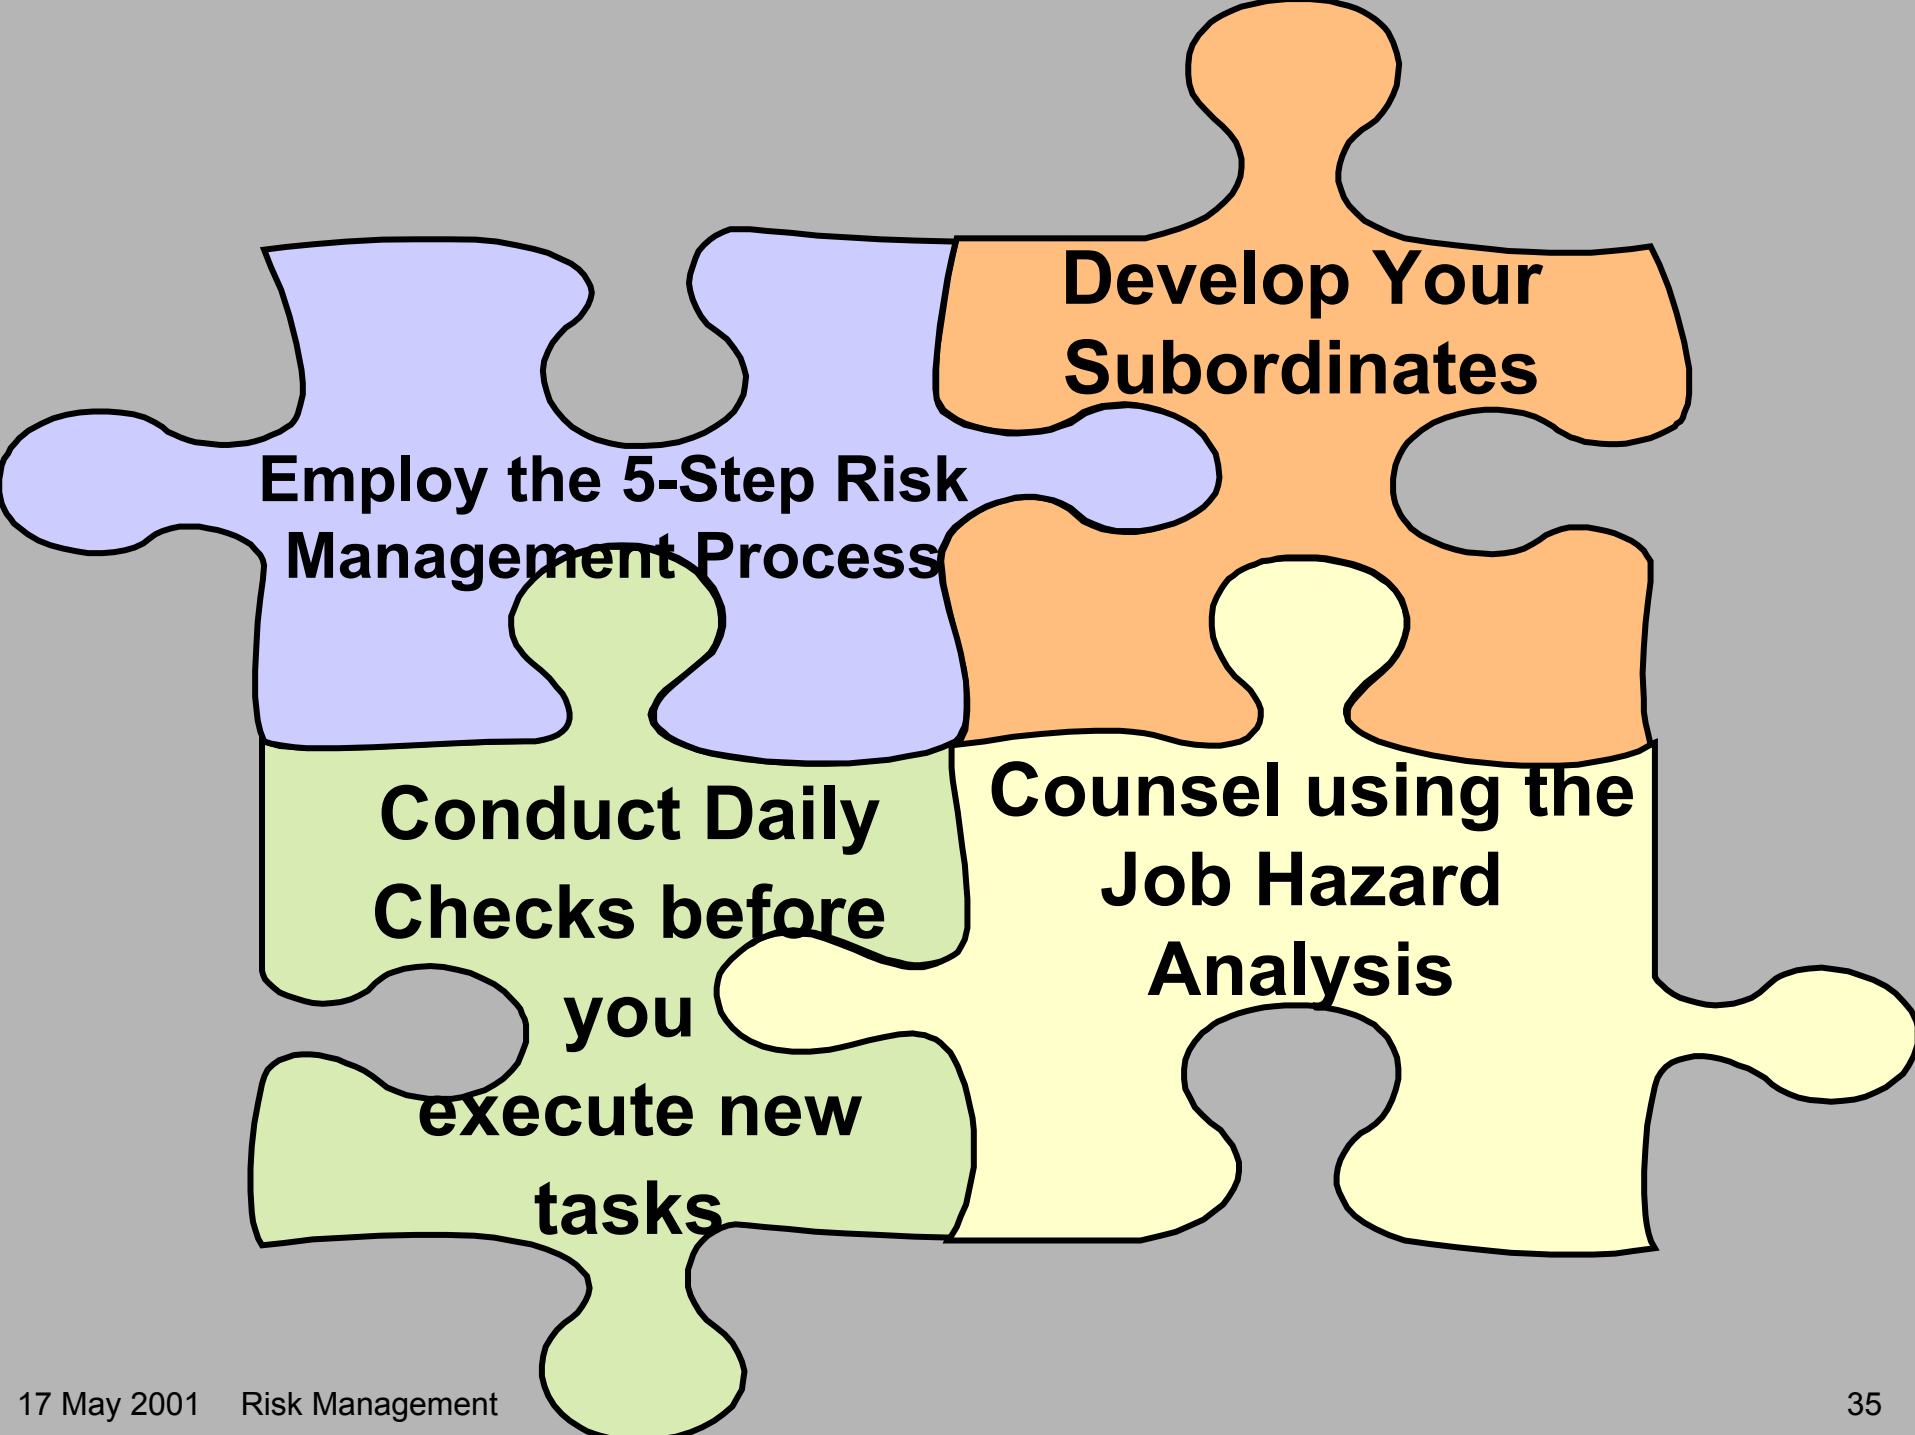 Develop Your
Subordinates
Employ the 5-Step Risk
Management Process
Conduct Daily
Checks before
you
execute new
tasks
Counsel using the
Job Hazard
Analysis
17 May 2001 Risk Management 35